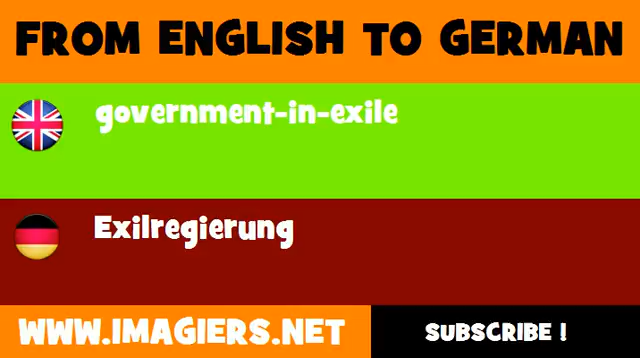 FROM ENGLISH TO GERMAN
government-in-exile
Exilregierung
WWW.IMAGIERS.NET
SUBSCRIBE !